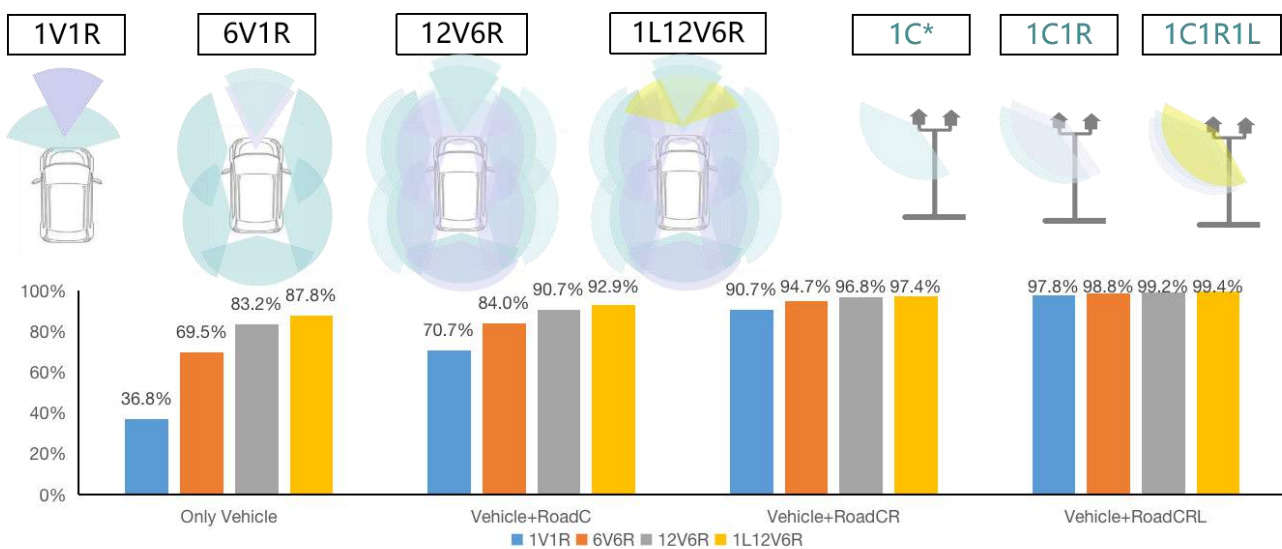 1V1R 6V1R 12V6R 1L12V6R 1C* 1C1R 1C1R1L
100%
80%
60%
40%
20%
0%
36.8% 69.5% 83.2% 87.8%
70.7% 84.0% 90.7% 92.9%
90.7% 94.7% 96.8% 97.4%
97.8% 98.8% 99.2% 99.4%
Only Vehicle Vehicle+RoadC Vehicle+RoadCR Vehicle+RoadCRL
1V1R 6V6R 12V6R 1L12V6R